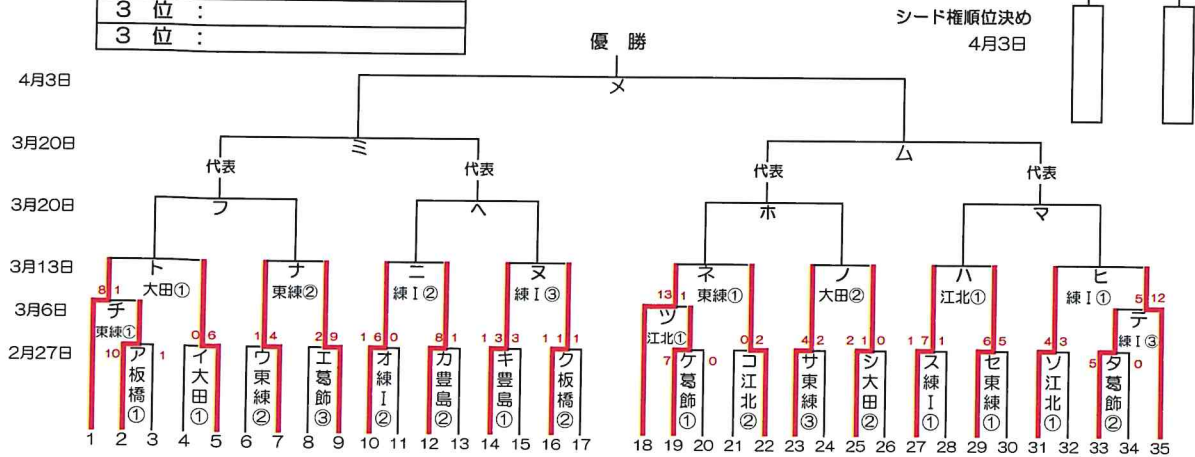 3 位 :
3 位 :
シード権順位決め
4月3日
優 勝
4月3日
メ
3月20日
ミ
ム
代表 代表 代表 代表
3月20日
フ ヘ ホ マ
3月13日
ト ナ ニ ヌ ネ ノ ハ ヒ
大田① 東練② 練Ⅰ② 練Ⅰ③ 東練① 大田② 江北① 練Ⅰ①
8 1 13 1 5 12
3月6日
チ ツ テ
東練① 江北① 練Ⅰ③
0 6 1 4 2 9 1 6 0 8 1 1 3 3 1 1 1 0 2 4 2 2 1 0 1 7 1 6 5 4 3
2月27日
10 1 7 0 5 0
ア板橋① イ大田① ウ東練② エ葛飾③ オ練Ⅰ② カ豊島② キ豊島① ク板橋② ケ葛飾① コ江北② サ東練③ シ大田② ス練Ⅰ① セ東練① ソ江北① タ葛飾②
1 2 3 4 5 6 7 8 9 10 11 12 13 14 15 16 17 18 19 20 21 22 23 24 25 26 27 28 29 30 31 32 33 34 35